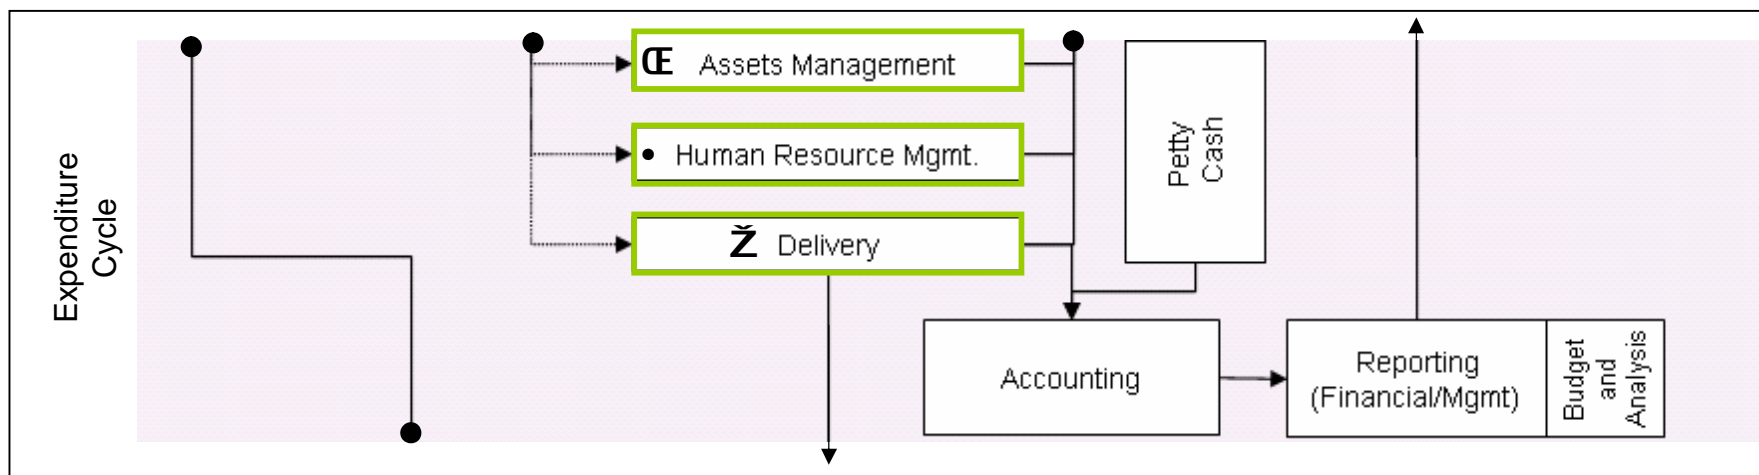 Expenditure
Cycle
Œ Assets Management
• Human Resource Mgmt.
Ž Delivery
Petty
Cash
Accounting
Reporting
(Financial/Mgmt)
Budget
and
Analysis